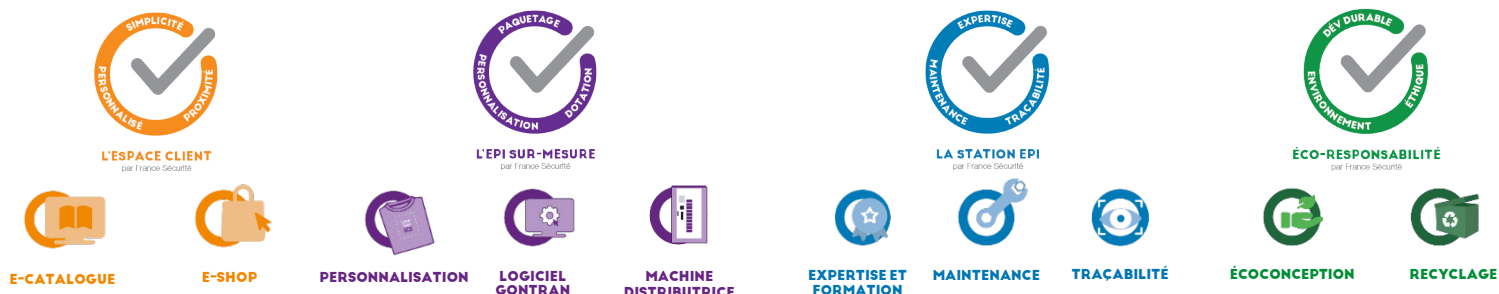 SIMPLICITÉ
PERSONNALISÉ
PROXIMITÉ
L'ESPACE CLIENT
par France Sécurité
PAQUETAGE
PERSONNALISATION
DOTATION
L'EPI SUR-MESURE
par France Sécurité
EXPERTISE
MAINTENANCE
TRAÇABILITÉ
LA STATION EPI
par France Sécurité
DÉV DURABLE
ENVIRONNEMENT
ÉTHIQUE
ÉCO-RESPONSABILITÉ
par France Sécurité
E-CATALOGUE
E-SHOP
PERSONNALISATION
LOGICIEL
GONTRAN
MACHINE
DISTRIBUTRICE
EXPERTISE ET
FORMATION
MAINTENANCE
TRAÇABILITÉ
ÉCOCONCEPTION
RECYCLAGE